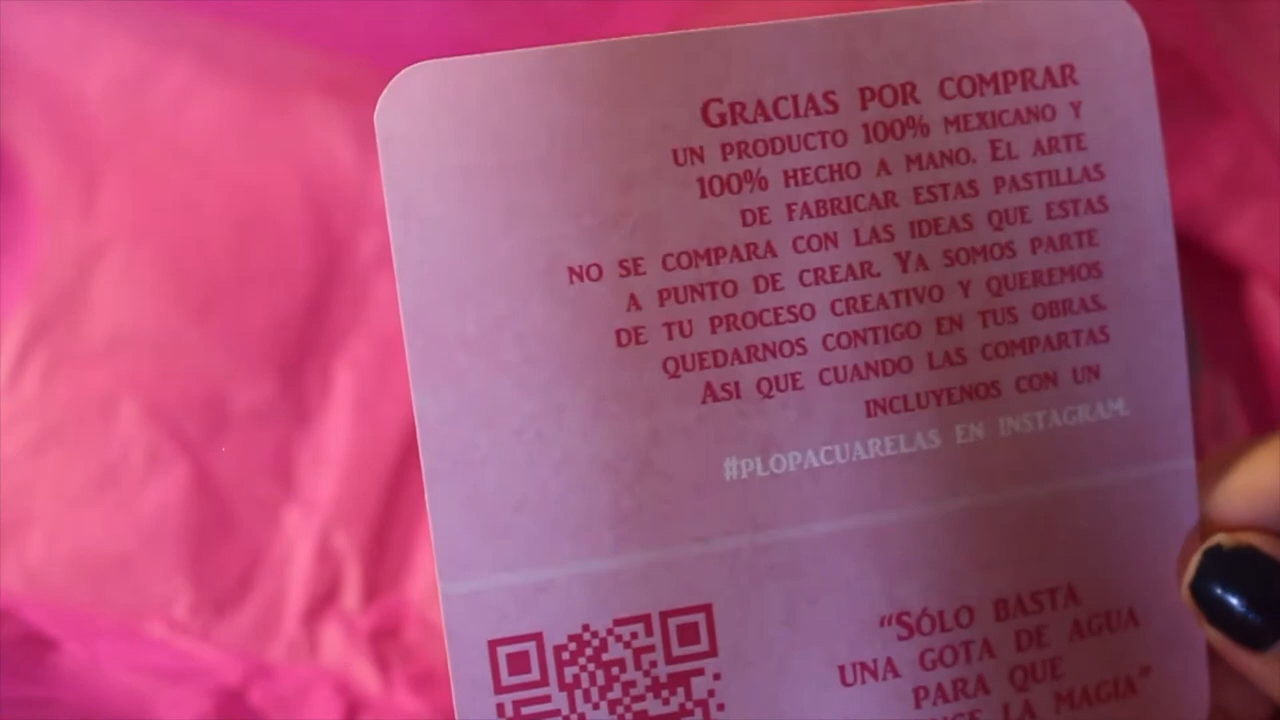 GRACIAS POR COMPRAR
UN PRODUCTO 100% MEXICANO Y
100% HECHO A MANO. EL ARTE
DE FABRICAR ESTAS PASTILLAS
NO SE COMPARA CON LAS IDEAS QUE ESTAS
A PUNTO DE CREAR. YA SOMOS PARTE
DE TU PROCESO CREATIVO Y QUEREMOS
QUEDARNOS CONTIGO EN TUS OBRAS.
ASI QUE CUANDO LAS COMPARTAS
INCLUYENOS CON UN
#PLOPACUARELAS EN INSTAGRAM.
“SÓLO BASTA
UNA GOTA DE AGUA
PARA QUE
LA MAGÍA”